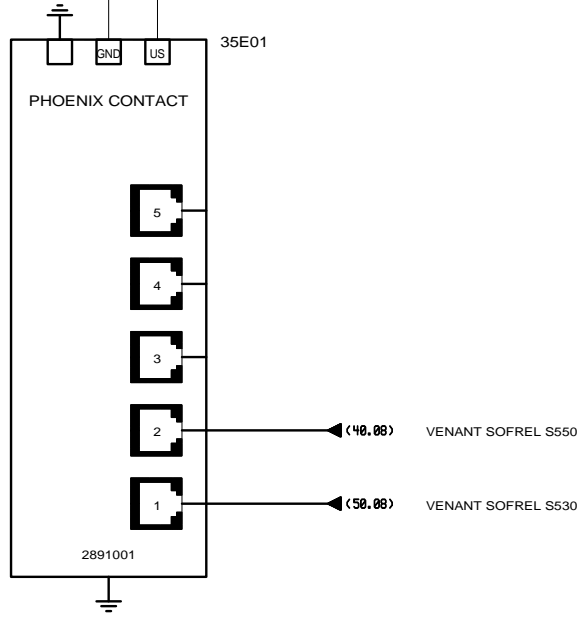 35E01
GND US
PHOENIX CONTACT
5
4
3
2 (40.08) VENANT SOFREL S550
1 (50.08) VENANT SOFREL S530
2891001